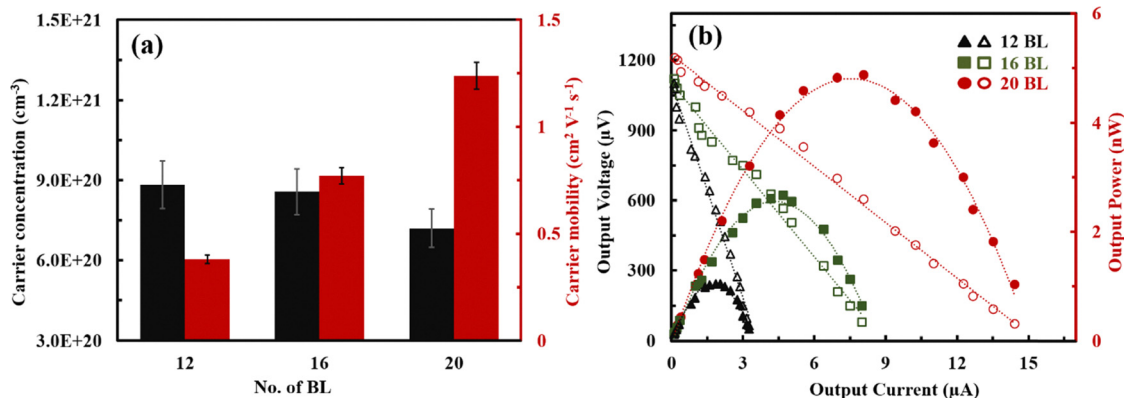 (a)
Carrier concentration (cm⁻³)
1.5E+21
1.2E+21
9.0E+20
6.0E+20
3.0E+20
12
16
20
No. of BL
1.5
1
0.5
0
Carrier mobility (cm² V⁻¹ s⁻¹)
(b)
Output Voltage (µV)
1200
900
600
300
0
0
3
6
9
12
15
Output Current (µA)
12 BL
16 BL
20 BL
6
4
2
0
Output Power (nW)